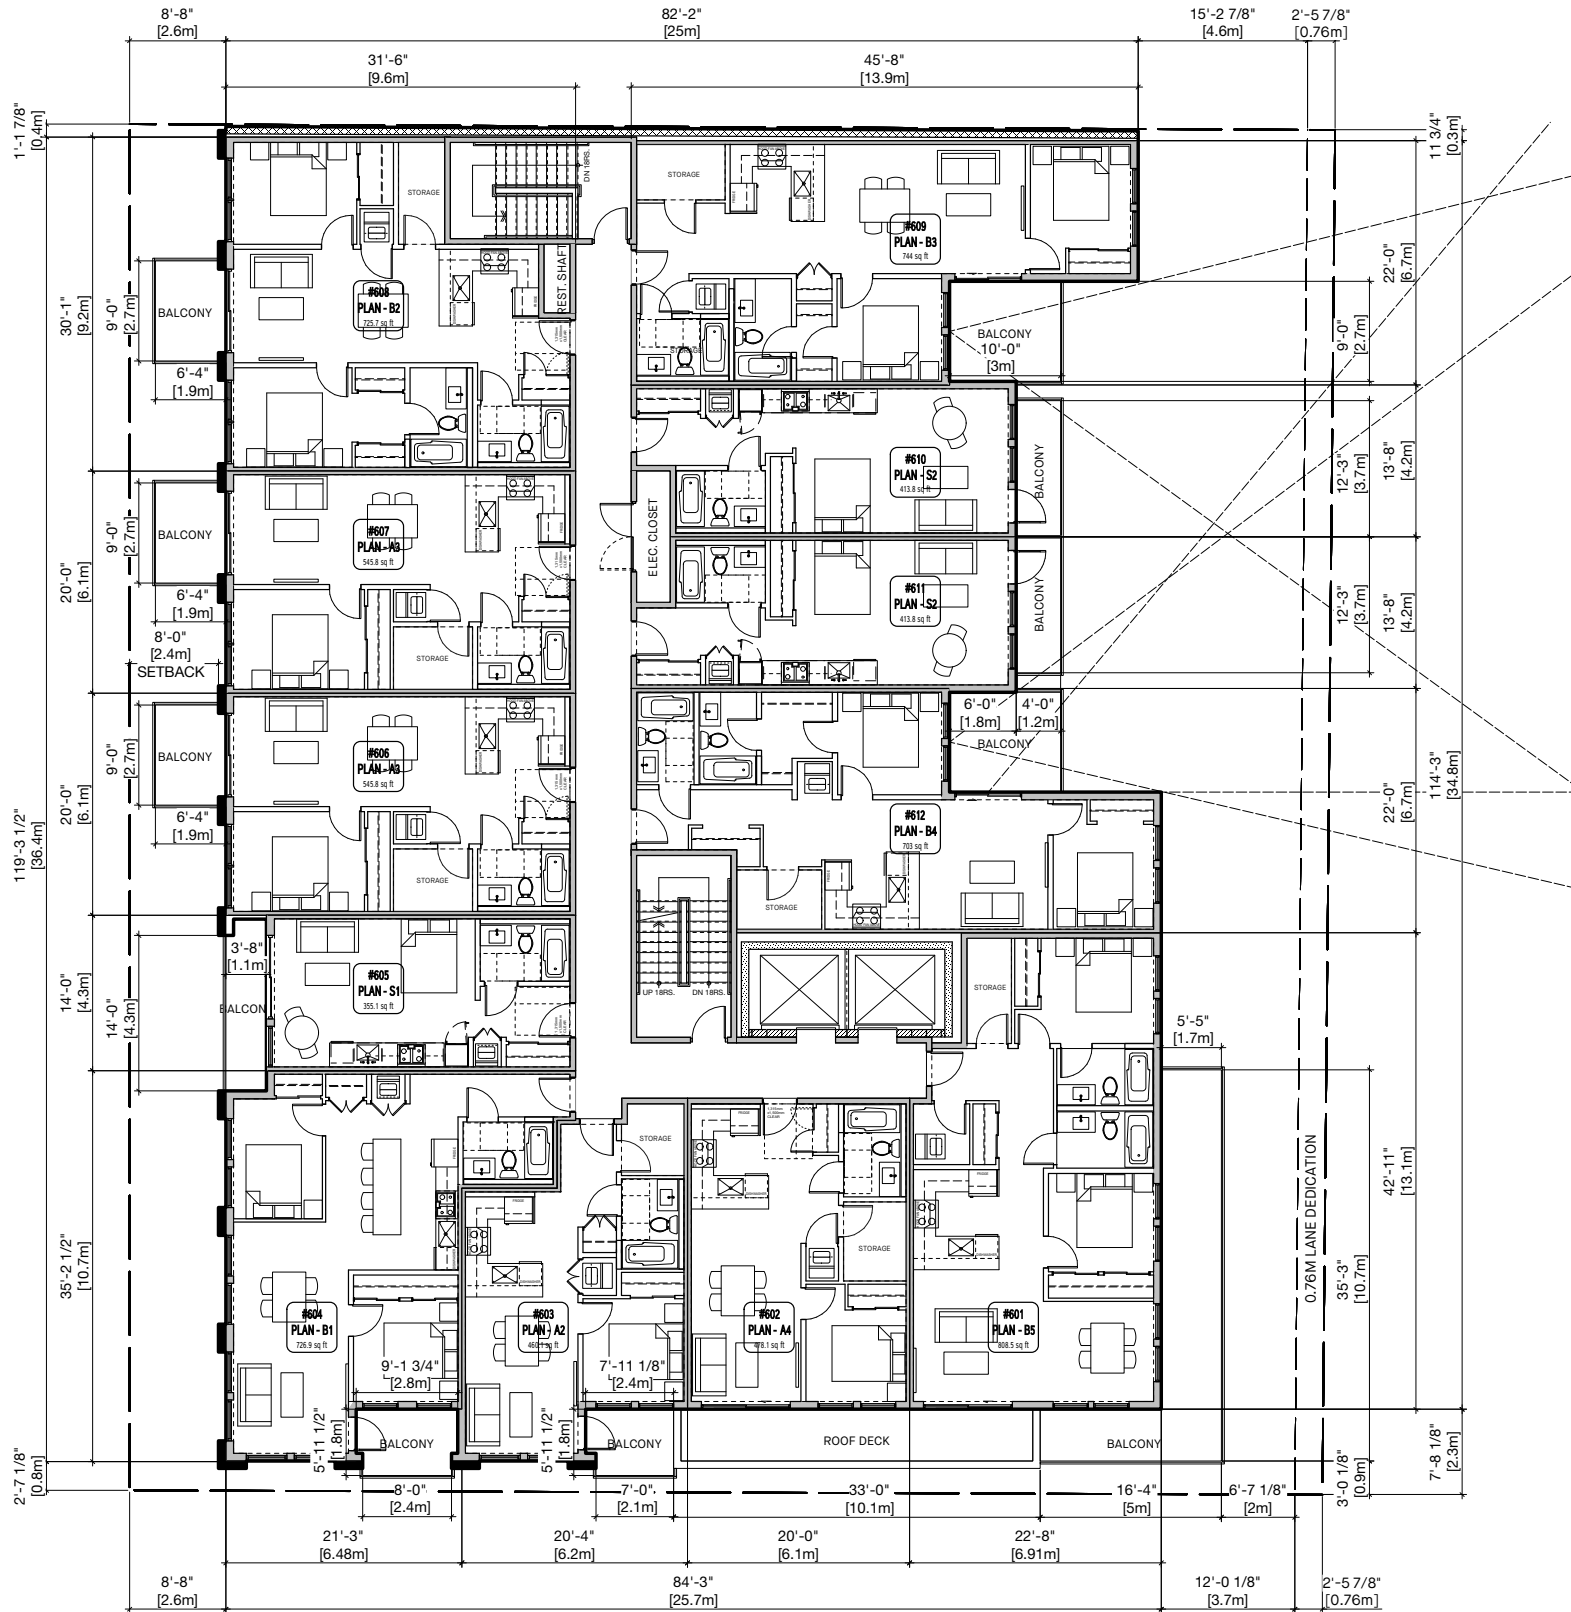 8'-8"
[2.6m]
82'-2"
[25m]
15'-2 7/8"
[4.6m]
2'-5 7/8"
[0.76m]
31'-6"
[9.6m]
45'-8"
[13.9m]
1'-1 7/8"
[0.4m]
11 3/4"
[0.3m]
STORAGE
DN 18RS.
STORAGE
FRIDGE
#609
PLAN - B3
744 sq ft
22'-0"
[6.7m]
REST. SHAFT
30'-1"
[9.2m]
9'-0"
[2.7m]
BALCONY
#608
PLAN - B2
725.7 sq ft
BALCONY
10'-0"
[3m]
9'-0"
[2.7m]
STORAGE
6'-4"
[1.9m]
#610
PLAN - S2
413.8 sq ft
BALCONY
12'-3"
[3.7m]
13'-8"
[4.2m]
20'-0"
[6.1m]
9'-0"
[2.7m]
BALCONY
#607
PLAN - A3
545.8 sq ft
ELEC. CLOSET
6'-4"
[1.9m]
#611
PLAN - S2
413.8 sq ft
BALCONY
12'-3"
[3.7m]
13'-8"
[4.2m]
8'-0"
[2.4m]
SETBACK
STORAGE
119'-3 1/2"
[36.4m]
20'-0"
[6.1m]
9'-0"
[2.7m]
BALCONY
#606
PLAN - A3
545.8 sq ft
6'-0"
[1.8m]
4'-0"
[1.2m]
BALCONY
114'-3"
[34.8m]
22'-0"
[6.7m]
6'-4"
[1.9m]
#612
PLAN - B4
703 sq ft
STORAGE
STORAGE
FRIDGE
14'-0"
[4.3m]
14'-0"
[4.3m]
3'-8"
[1.1m]
BALCON
#605
PLAN - S1
355.1 sq ft
UP 18RS.
DN 18RS.
STORAGE
5'-5"
[1.7m]
STORAGE
FRIDGE
FRIDGE
FRIDGE
FRIDGE
STORAGE
0.76M LANE DEDICATION
42'-11"
[13.1m]
35'-2 1/2"
[10.7m]
35'-3"
[10.7m]
#604
PLAN - B1
726.9 sq ft
#603
PLAN - A2
460.1 sq ft
#602
PLAN - A4
478.1 sq ft
#601
PLAN - B5
808.5 sq ft
9'-1 3/4"
[2.8m]
7'-11 1/8"
[2.4m]
5'-11 1/2"
[1.8m]
BALCONY
5'-11 1/2"
[1.8m]
BALCONY
ROOF DECK
BALCONY
2'-7 1/8"
[0.8m]
3'-0 1/8"
[0.9m]
7'-8 1/8"
[2.3m]
8'-0"
[2.4m]
7'-0"
[2.1m]
33'-0"
[10.1m]
16'-4"
[5m]
6'-7 1/8"
[2m]
21'-3"
[6.48m]
20'-4"
[6.2m]
20'-0"
[6.1m]
22'-8"
[6.91m]
8'-8"
[2.6m]
84'-3"
[25.7m]
12'-0 1/8"
[3.7m]
2'-5 7/8"
[0.76m]